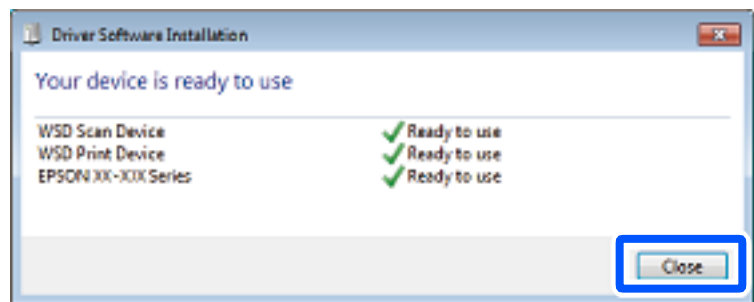 Driver Software Installation
Your device is ready to use
WSD Scan Device Ready to use
WSD Print Device Ready to use
EPSON XX-XXX Series Ready to use
Close